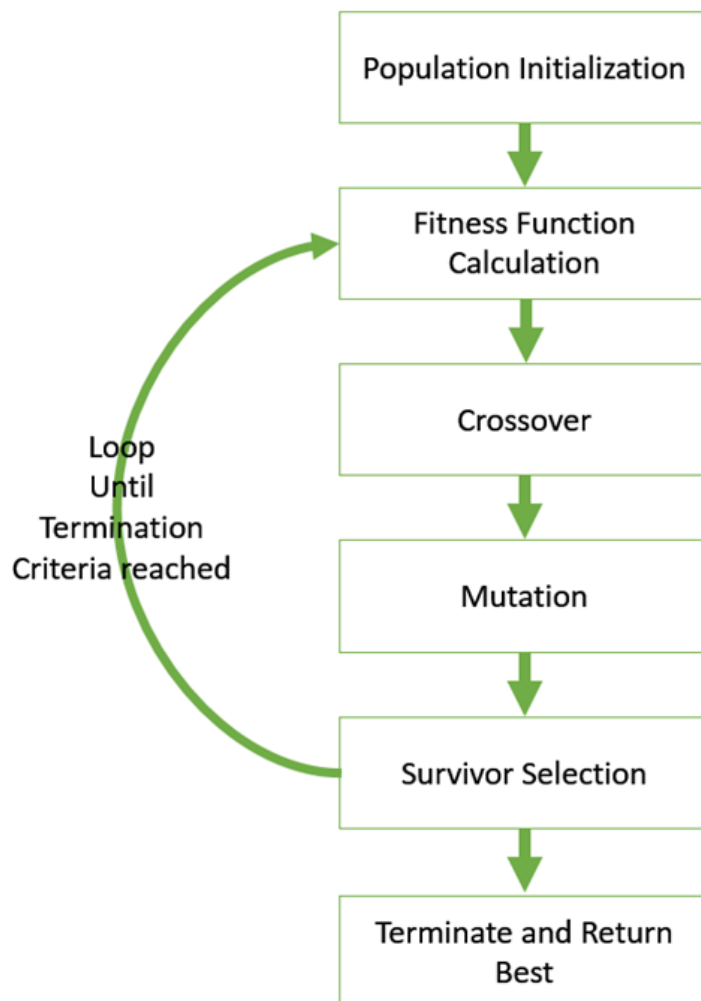 Population Initialization
Fitness Function
Calculation
Crossover
Loop
Until
Termination
Criteria reached
Mutation
Survivor Selection
Terminate and Return
Best